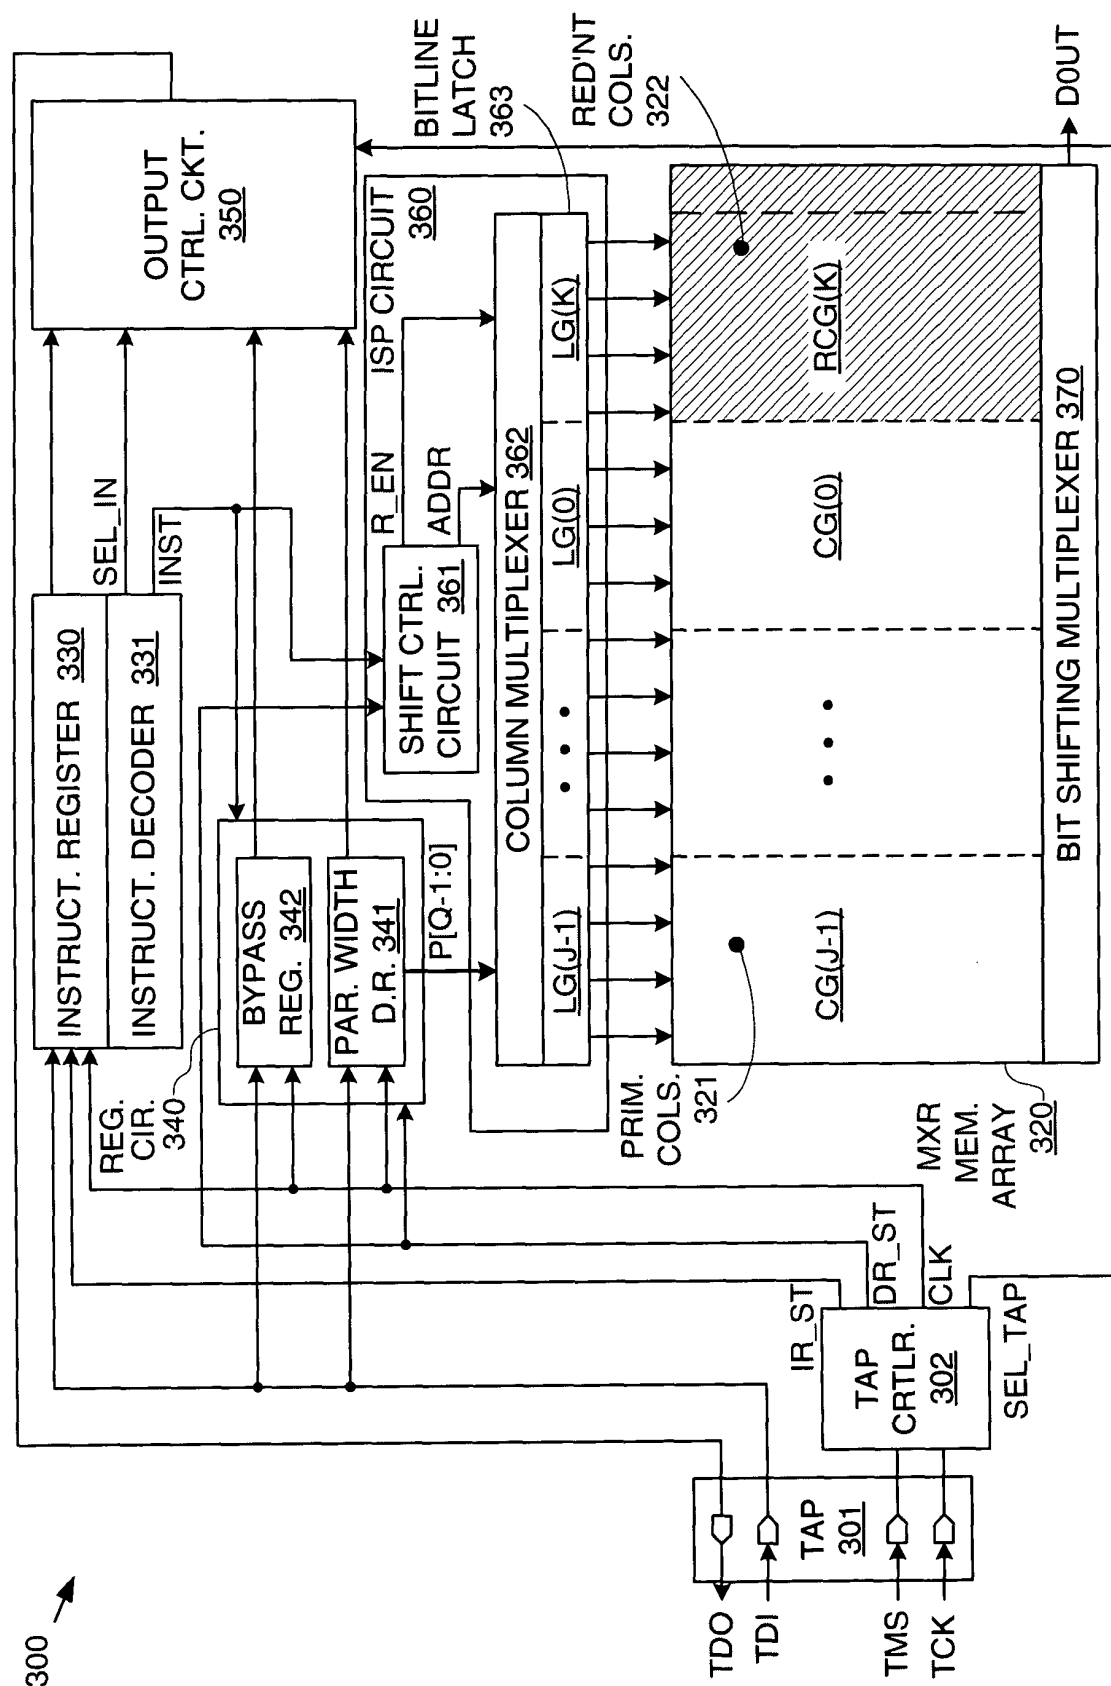 300
TDO
TDI
TMS
TCK
TAP
301
TAP
CRTLR.
302
IR_ST
DR_ST
CLK
SEL_TAP
REG.
CIR.
340
INSTRUCT. REGISTER 330
INSTRUCT. DECODER 331
SEL_IN
INST
BYPASS
REG. 342
PAR. WIDTH
D.R. 341
P[Q-1:0]
OUTPUT
CTRL. CKT.
350
ISP CIRCUIT
360
SHIFT CTRL.
CIRCUIT 361
R_EN
ADDR
COLUMN MULTIPLEXER 362
LG(J-1)
• • •
LG(0)
LG(K)
BITLINE
LATCH
363
RED'NT
COLS.
322
PRIM.
COLS.
321
CG(J-1)
• • •
CG(0)
RCG(K)
MXR
MEM.
ARRAY
320
BIT SHIFTING MULTIPLEXER 370
D0UT